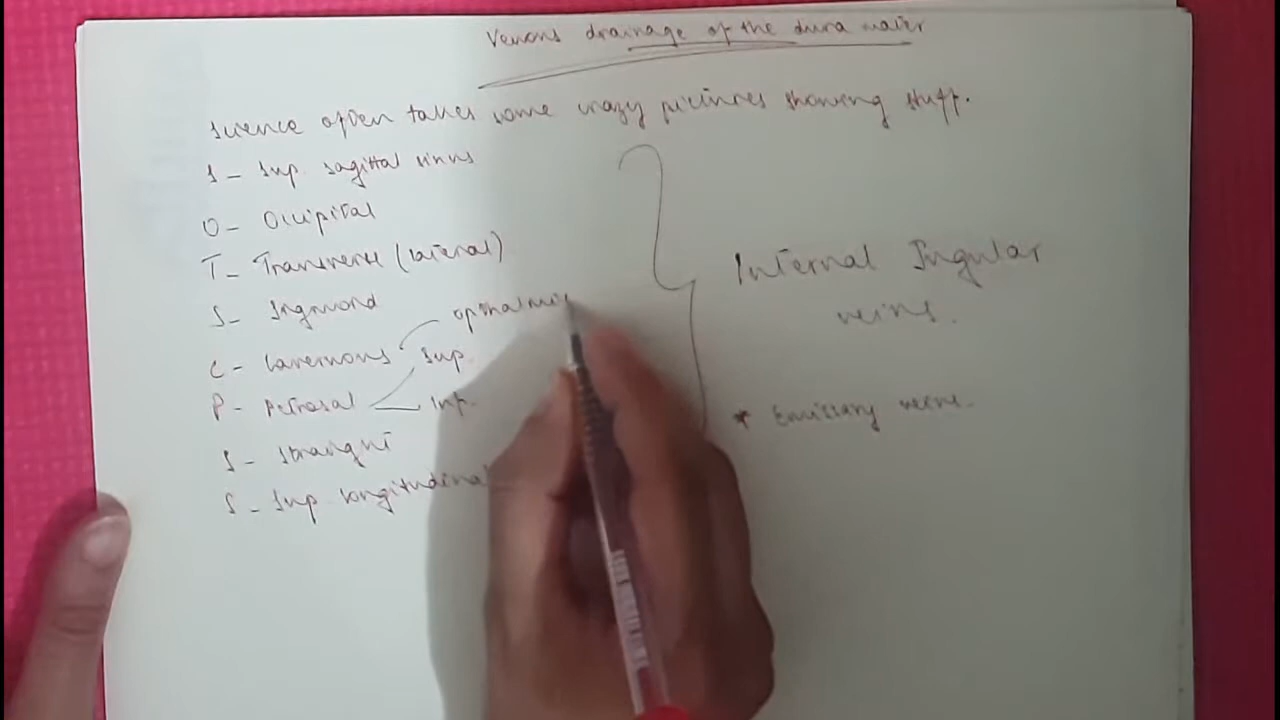 Venous drainage of the dura mater
Science often takes some crazy pictures showing stuff.
S - Sup. sagittal sinus
O - Occipital
T - Transverse (lateral)
S - Sigmoid
opthalmic
C - Cavernous
Sup.
P - Petrosal
Inf.
S - Straight
S - Sup longitudinal
Internal Jugular
veins.
* Emissary veins.